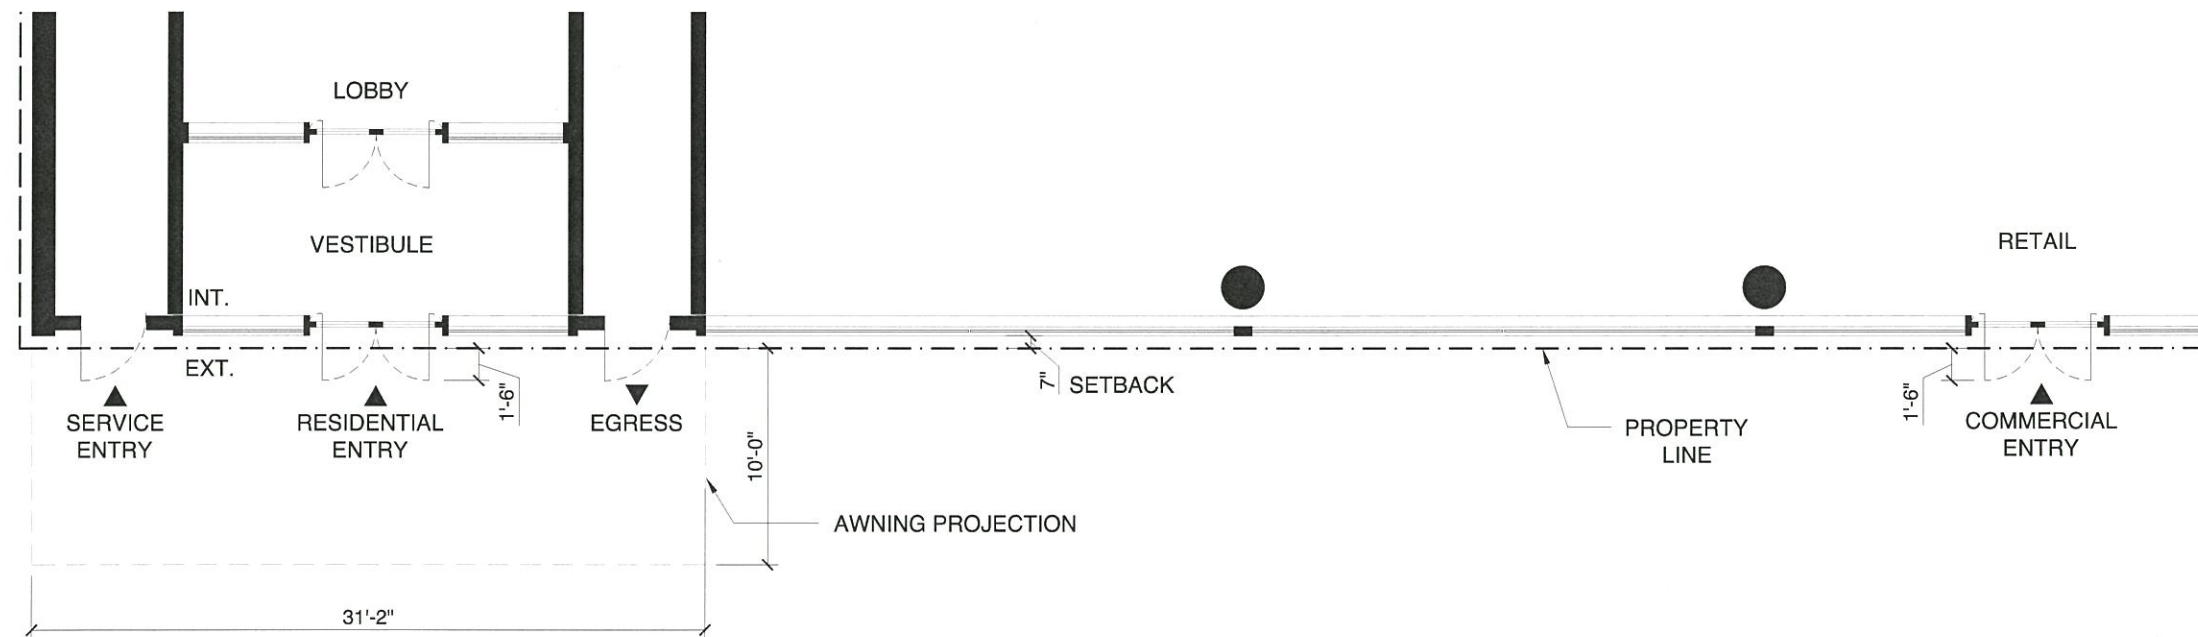 LOBBY
VESTIBULE
RETAIL
INT.
EXT.
SERVICE
ENTRY
RESIDENTIAL
ENTRY
1'-6"
EGRESS
10'-0"
7"
SETBACK
PROPERTY
LINE
1'-6"
COMMERCIAL
ENTRY
AWNING PROJECTION
31'-2"